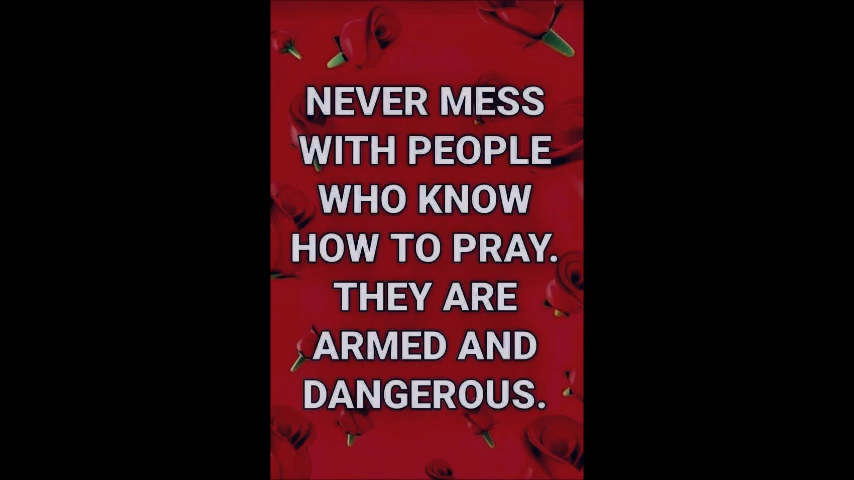 NEVER MESS
WITH PEOPLE
WHO KNOW
HOW TO PRAY.
THEY ARE
ARMED AND
DANGEROUS.